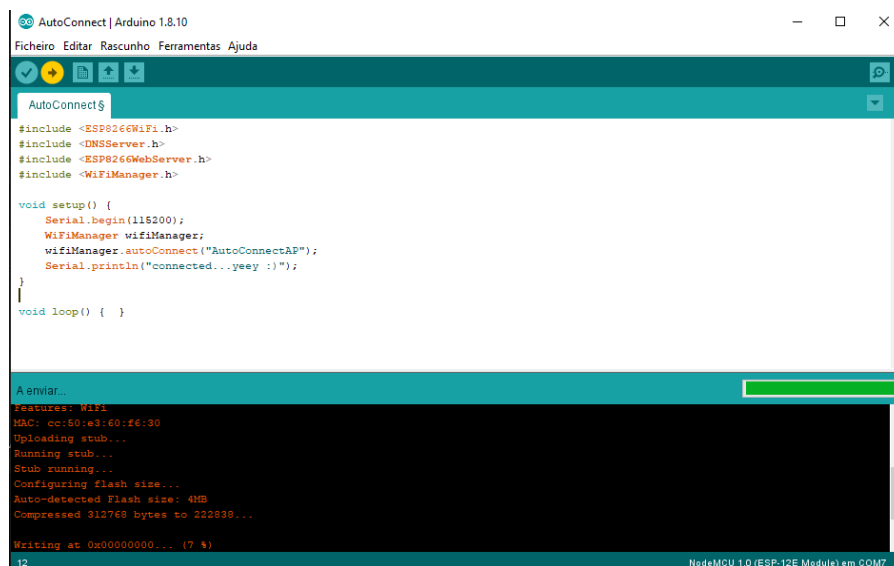 AutoConnect | Arduino 1.8.10
Ficheiro Editar Rascunho Ferramentas Ajuda
AutoConnect §
#include <ESP8266WiFi.h>
#include <DNSServer.h>
#include <ESP8266WebServer.h>
#include <WiFiManager.h>
void setup() {
Serial.begin(115200);
WiFiManager wifiManager;
wifiManager.autoConnect("AutoConnectAP");
Serial.println("connected...yeey :)");
}
void loop() { }
A enviar...
Features: WiFi
MAC: cc:50:e3:60:f6:30
Uploading stub...
Running stub...
Stub running...
Configuring flash size...
Auto-detected Flash size: 4MB
Compressed 312768 bytes to 222838...
Writing at 0x00000000... (7 %)
12 NodeMCU 1.0 (ESP-12E Module) em COM7